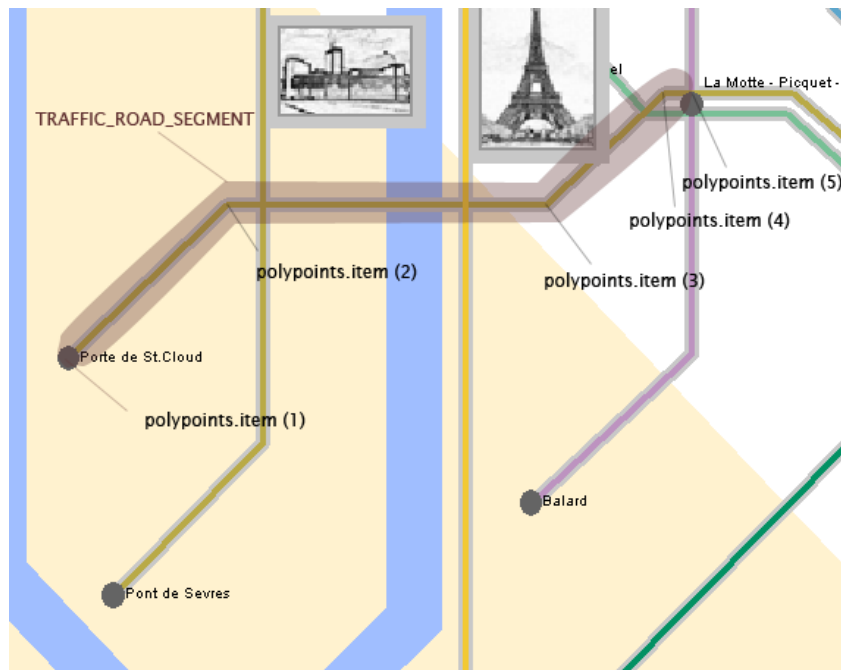 el
La Motte - Picquet -
TRAFFIC_ROAD_SEGMENT
polypoints.item (5)
polypoints.item (4)
polypoints.item (2)
polypoints.item (3)
Porte de St.Cloud
polypoints.item (1)
Balard
Pont de Sevres